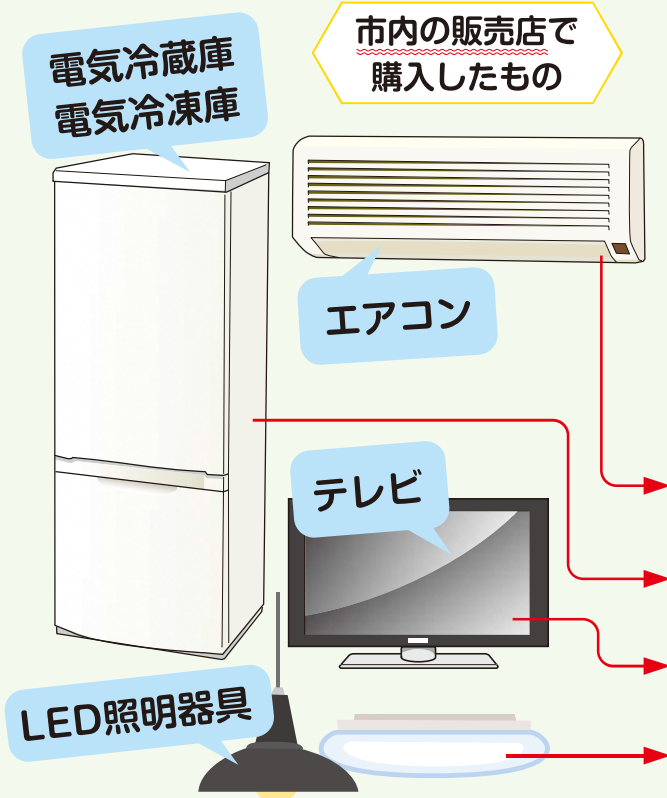 市内の販売店で
購入したもの
電気冷蔵庫
電気冷凍庫
エアコン
テレビ
LED照明器具